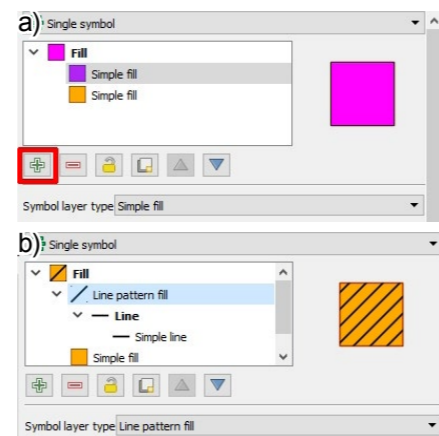 a) Single symbol
Fill
Simple fill
Simple fill
Symbol layer type Simple fill
b) Single symbol
Fill
Line pattern fill
Line
Simple line
Simple fill
Symbol layer type Line pattern fill